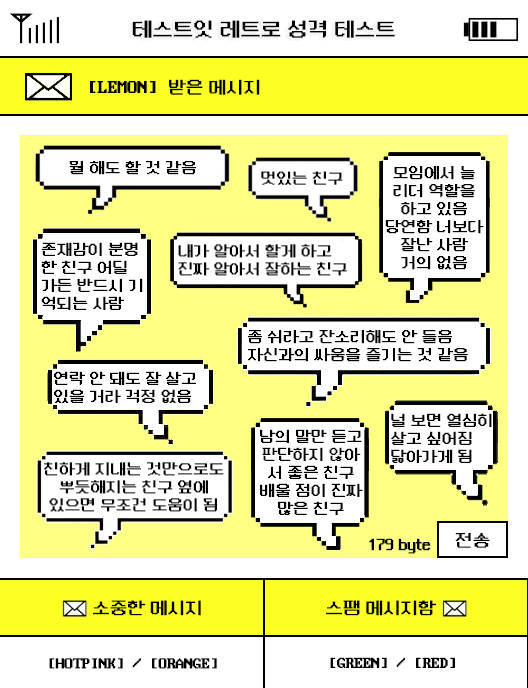 테스트잇 레트로 성격 테스트
[LEMON] 받은 메시지
뭘 해도 할 것 같음
멋있는 친구
모임에서 늘
리더 역할을
하고 있음
당연함 너보다
잘난 사람
거의 없음
존재감이 분명
한 친구 어딜
가든 반드시 기
억되는 사람
내가 알아서 할게 하고
진짜 알아서 잘하는 친구
좀 쉬라고 잔소리해도 안 들음
자신과의 싸움을 즐기는 것 같음
연락 안 돼도 잘 살고
있을 거라 걱정 없음
널 보면 열심히
살고 싶어짐
닮아가게 됨
남의 말만 듣고
판단하지 않아
서 좋은 친구
배울 점이 진짜
많은 친구
친하게 지내는 것만으로도
뿌듯해지는 친구 옆에
있으면 무조건 도움이 됨
179 byte
전송
소중한 메시지
스팸 메시지함
[HOTPINK] / [ORANGE]
[GREEN] / [RED]